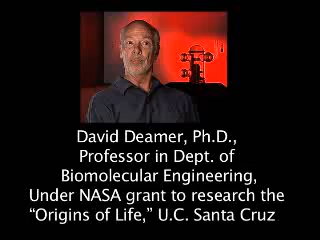 David Deamer, Ph.D.,
Professor in Dept. of
Biomolecular Engineering,
Under NASA grant to research the
“Origins of Life,” U.C. Santa Cruz